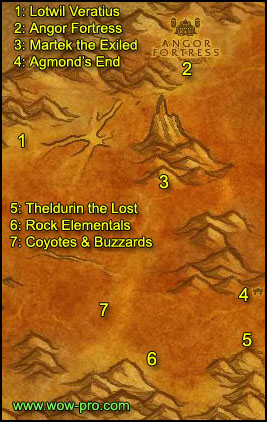 1: Lotwil Veratius
2: Angor Fortress
3: Martek the Exiled
4: Agmond's End
ANGOR
FORTRESS
2
1
3
5: Theldurin the Lost
6: Rock Elementals
7: Coyotes & Buzzards
4
7
5
6
www.wow-pro.com